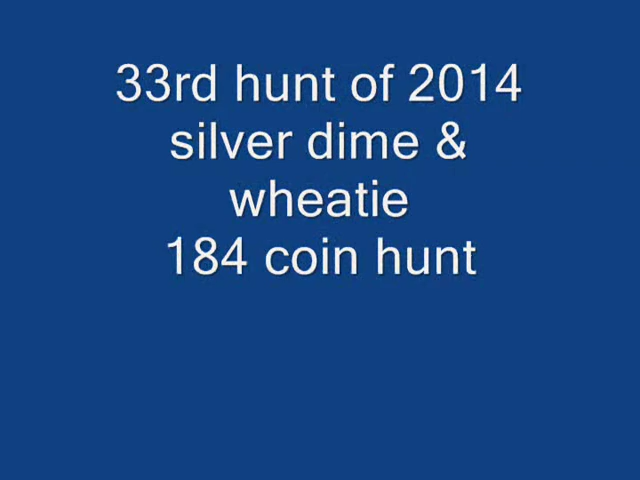 33rd hunt of 2014
silver dime &
wheatie
184 coin hunt